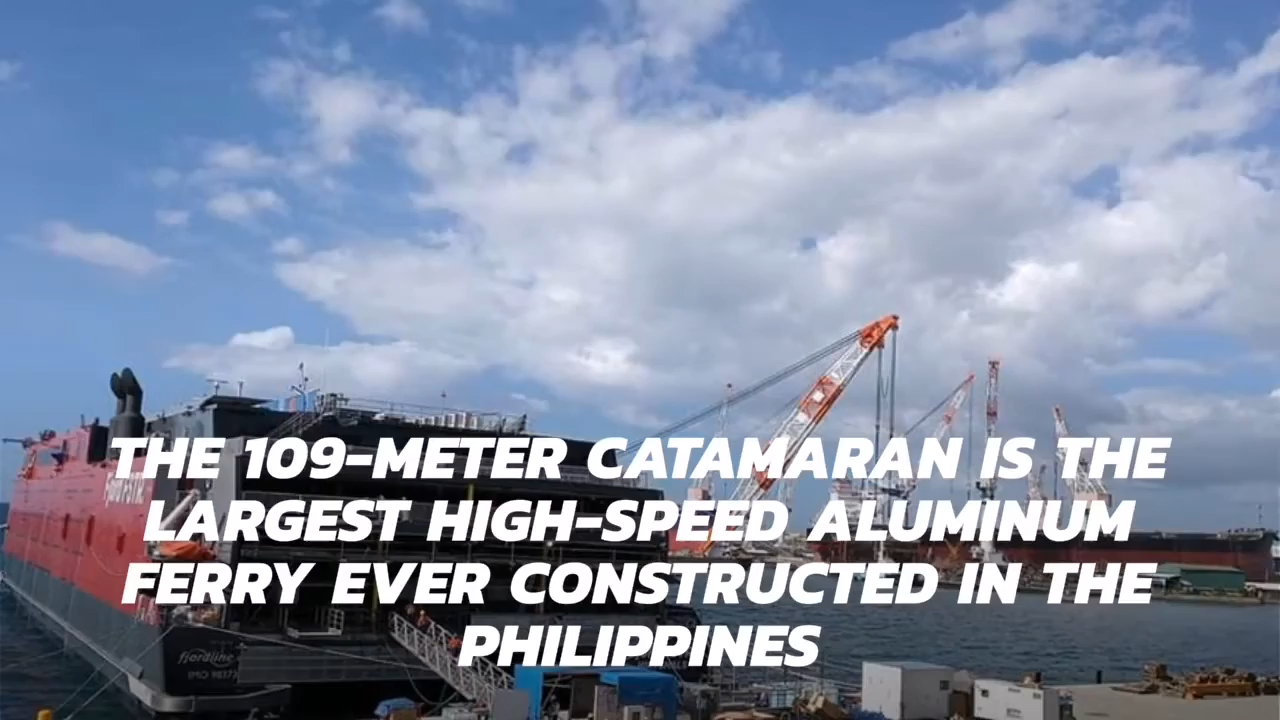 THE 109-METER CATAMARAN IS THE
LARGEST HIGH-SPEED ALUMINUM
FERRY EVER CONSTRUCTED IN THE
PHILIPPINES
fjordline